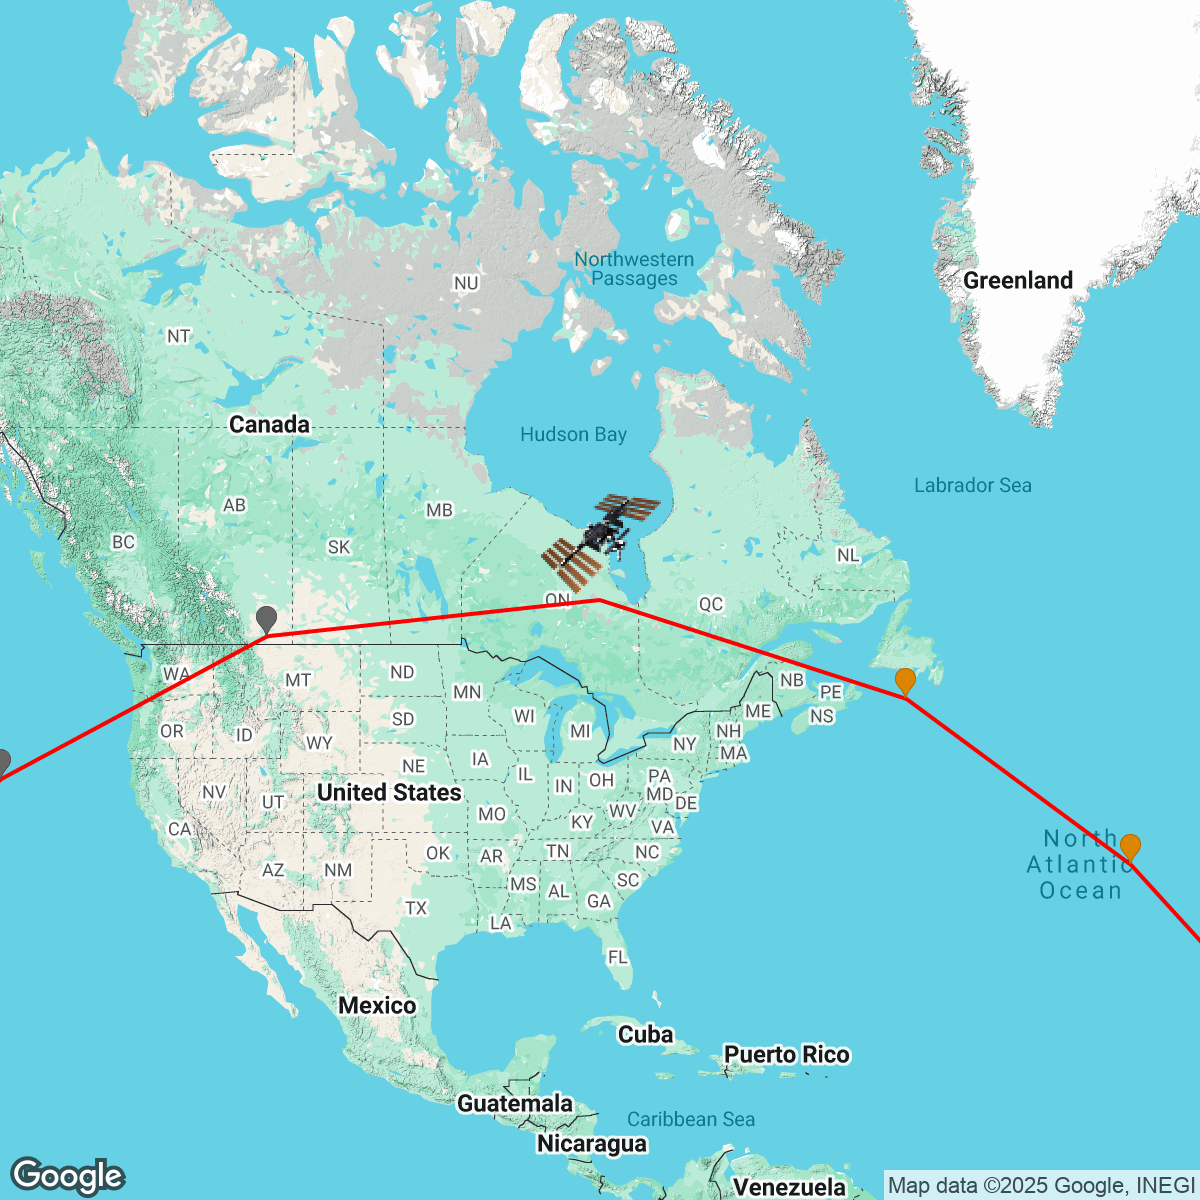 Northwestern
Passages
NU
Greenland
NT
Canada
Hudson Bay
Labrador Sea
AB
MB
BC
SK
NL
ON
QC
WA
MT
ND
MN
NB
PE
ME
NS
OR
ID
SD
WY
WI
MI
NH
MA
NY
NE
IA
IL
IN
OH
PA
MD
DE
United States
NV
UT
MO
KY
WV
VA
CA
North
Atlantic
Ocean
AZ
NM
OK
AR
TN
NC
MS
AL
SC
GA
TX
LA
FL
Mexico
Cuba
Puerto Rico
Guatemala
Caribbean Sea
Nicaragua
Venezuela
Google
Map data ©2025 Google, INEGI